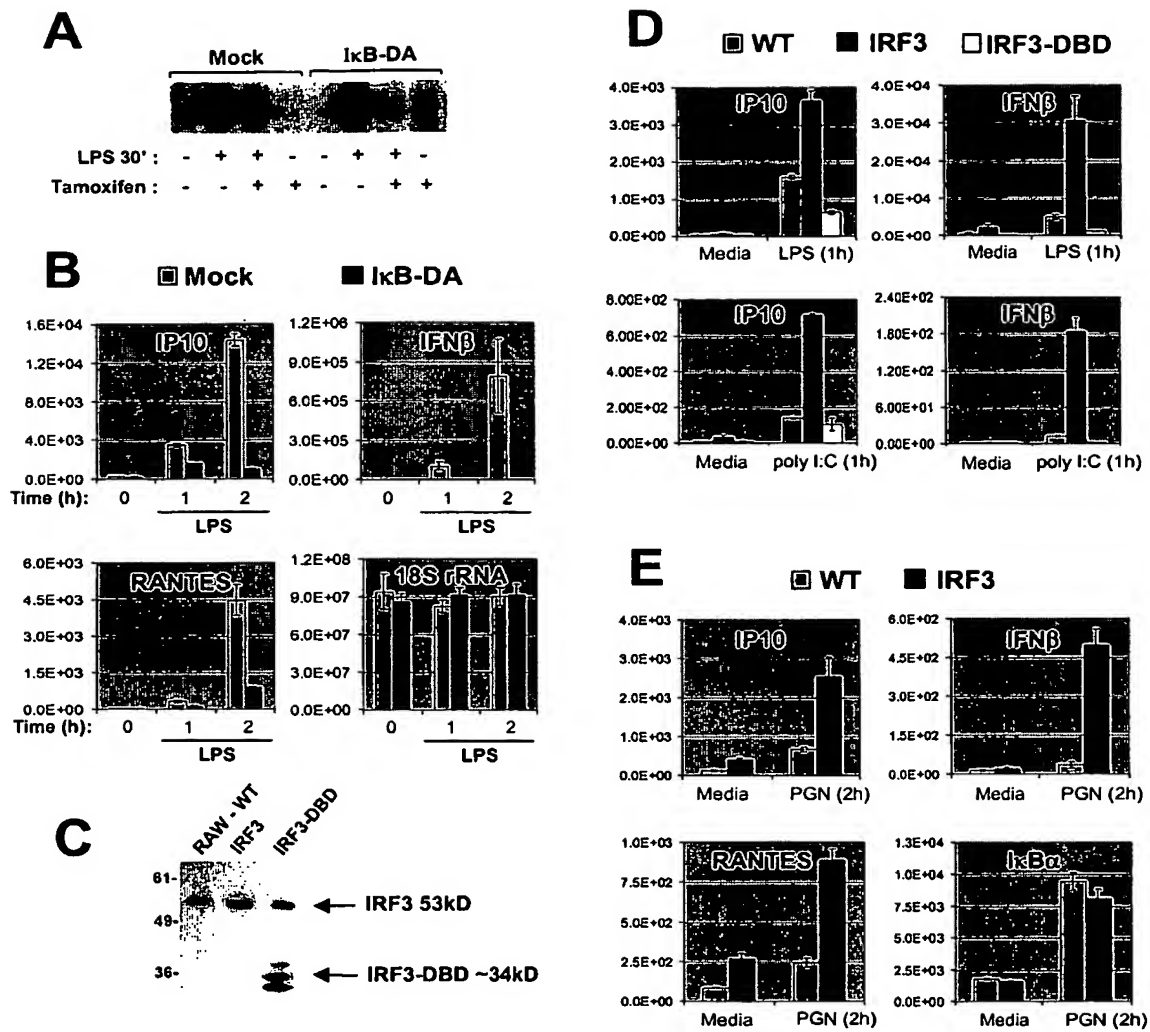 A
Mock IκB-DA
LPS 30' : - + + - - + + -
Tamoxifen : - - + + - - + +
B
Mock IκB-DA
IP10
1.6E+04
1.2E+04
8.0E+03
4.0E+03
0.0E+00
Time (h): 0 1 2
LPS
IFNβ
1.2E+06
9.0E+05
6.0E+05
3.0E+05
0.0E+00
0 1 2
LPS
RANTES
6.0E+03
4.5E+03
3.0E+03
1.5E+03
0.0E+00
Time (h): 0 1 2
LPS
18S rRNA
1.2E+08
9.0E+07
6.0E+07
3.0E+07
0.0E+00
0 1 2
LPS
C
RAW - WT
IRF3
IRF3-DBD
61-
49-
36-
IRF3 53kD
IRF3-DBD ~34kD
D
WT IRF3 IRF3-DBD
IP10
4.0E+03
3.0E+03
2.0E+03
1.0E+03
0.0E+00
Media LPS (1h)
IFNβ
4.0E+04
3.0E+04
2.0E+04
1.0E+04
0.0E+00
Media LPS (1h)
IP10
8.00E+02
6.00E+02
4.00E+02
2.00E+02
0.00E+00
Media poly I:C (1h)
IFNβ
2.40E+02
1.80E+02
1.20E+02
6.00E+01
0.00E+00
Media poly I:C (1h)
E
WT IRF3
IP10
4.0E+03
3.0E+03
2.0E+03
1.0E+03
0.0E+00
Media PGN (2h)
IFNβ
6.0E+02
4.5E+02
3.0E+02
1.5E+02
0.0E+00
Media PGN (2h)
RANTES
1.0E+03
7.5E+02
5.0E+02
2.5E+02
0.0E+00
Media PGN (2h)
IκBα
1.3E+04
1.0E+04
7.5E+03
5.0E+03
2.5E+03
0.0E+00
Media PGN (2h)